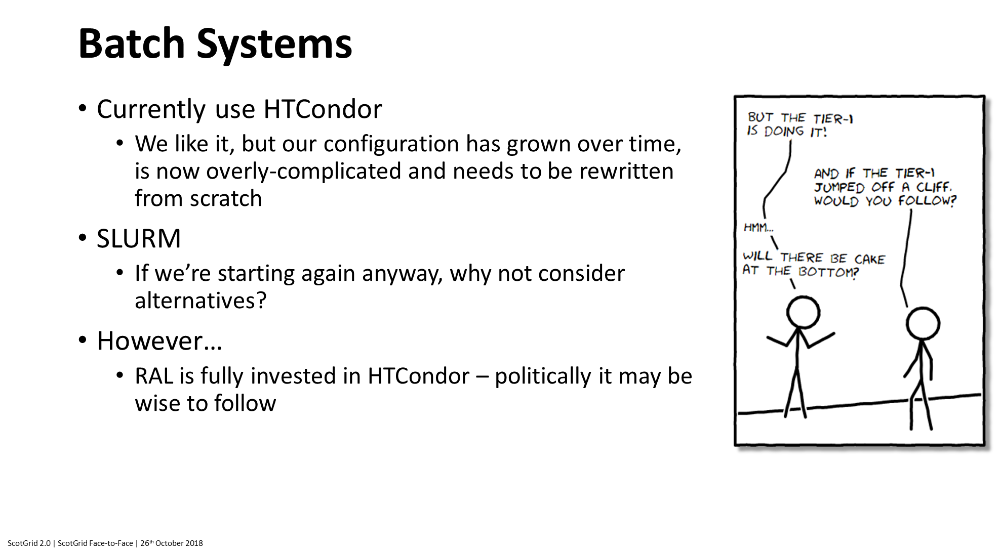 Batch Systems
• Currently use HTCondor
• We like it, but our configuration has grown over time,
is now overly-complicated and needs to be rewritten
from scratch
• SLURM
• If we’re starting again anyway, why not consider
alternatives?
• However…
• RAL is fully invested in HTCondor – politically it may be
wise to follow
BUT THE TIER-1
IS DOING IT!
AND IF THE TIER-1
JUMPED OFF A CLIFF,
WOULD YOU FOLLOW?
HMM...
WILL THERE BE CAKE
AT THE BOTTOM?
ScotGrid 2.0 | ScotGrid Face-to-Face | 26th October 2018